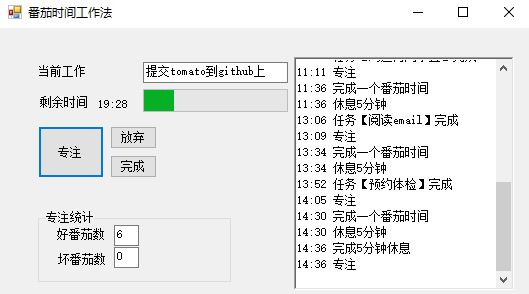 番茄时间工作法
当前工作
提交tomato到github上
剩余时间 19:28
专注
放弃
完成
专注统计
好番茄数 6
坏番茄数 0
11:11 专注
11:36 完成一个番茄时间
11:36 休息5分钟
13:06 任务【阅读email】完成
13:09 专注
13:34 完成一个番茄时间
13:34 休息5分钟
13:52 任务【预约体检】完成
14:05 专注
14:30 完成一个番茄时间
14:30 休息5分钟
14:36 完成5分钟休息
14:36 专注